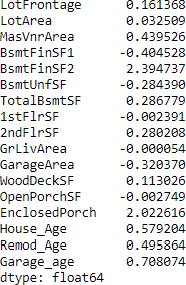 LotFrontage 0.161368
LotArea 0.032509
MasVnrArea 0.439526
BsmtFinSF1 -0.404528
BsmtFinSF2 2.394737
BsmtUnfSF -0.284390
TotalBsmtSF 0.286779
1stFlrSF -0.002391
2ndFlrSF 0.280208
GrLivArea -0.000054
GarageArea -0.320370
WoodDeckSF 0.113026
OpenPorchSF -0.002749
EnclosedPorch 2.022616
House_Age 0.579204
Remod_Age 0.495864
Garage_age 0.708074
dtype: float64